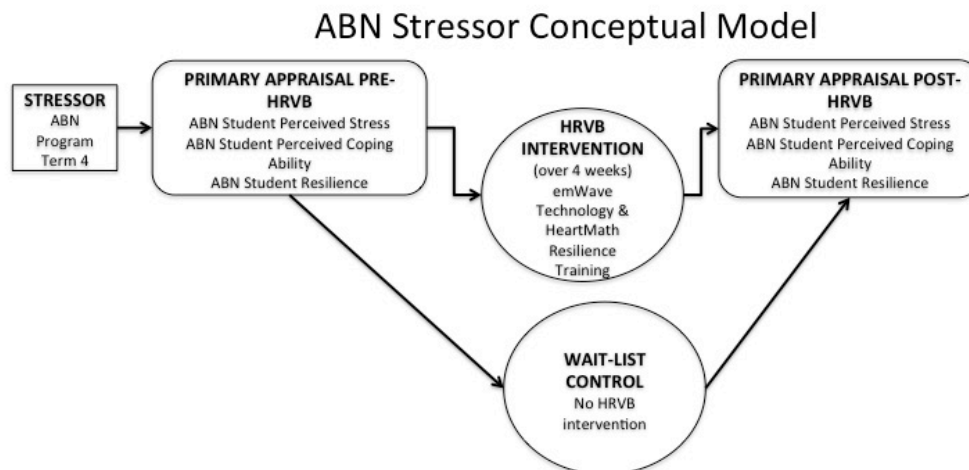 ABN Stressor Conceptual Model
STRESSOR
ABN
Program
Term 4
PRIMARY APPRAISAL PRE-
HRVB
ABN Student Perceived Stress
ABN Student Perceived Coping
Ability
ABN Student Resilience
HRVB
INTERVENTION
(over 4 weeks)
emWave
Technology &
HeartMath
Resilience
Training
PRIMARY APPRAISAL POST-
HRVB
ABN Student Perceived Stress
ABN Student Perceived Coping
Ability
ABN Student Resilience
WAIT-LIST
CONTROL
No HRVB
intervention